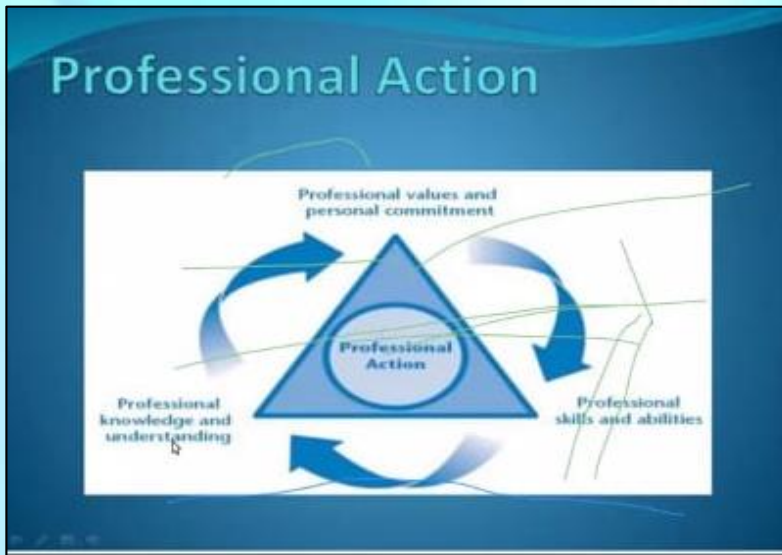 Professional Action
Professional values and
personal commitment
Professional
Action
Professional
knowledge and
understanding
Professional
skills and abilities